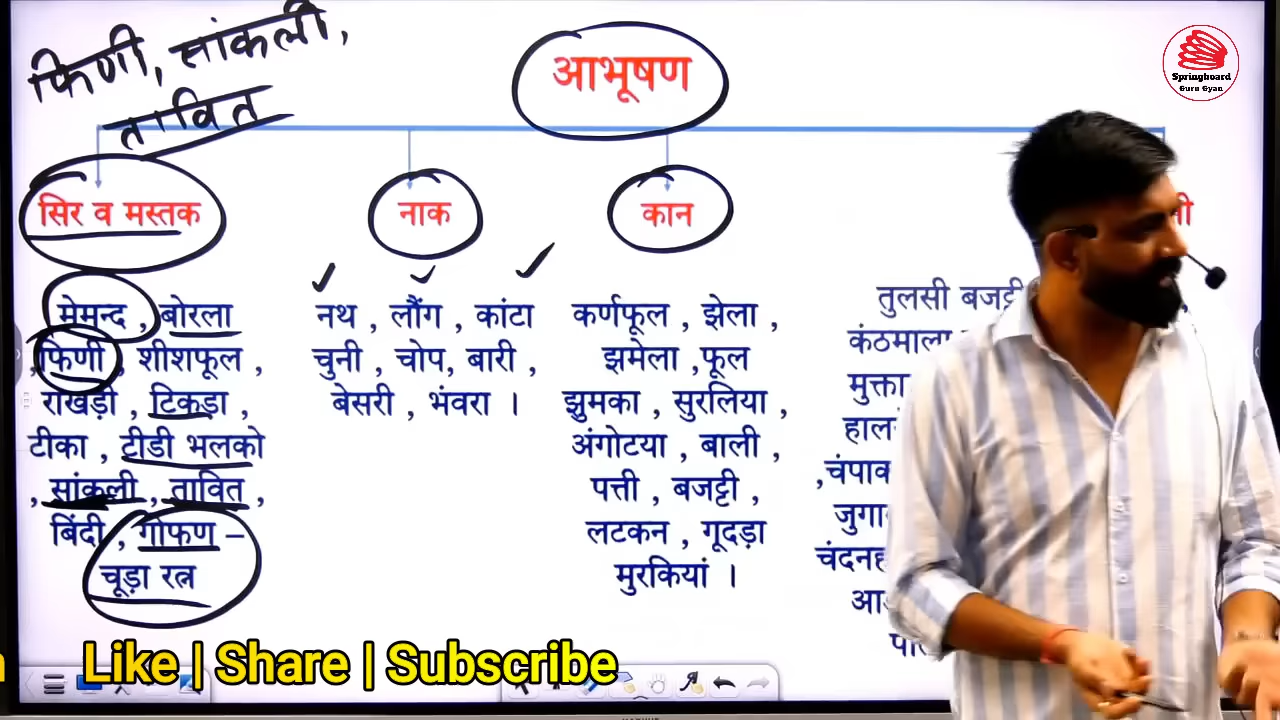 फिणी, सांकली,
तावित
आभूषण
Springboard
Guru Gyan
सिर व मस्तक
नाक
कान
मेमन्द , बोरला
, फिणी , शीशफूल ,
राखड़ी , टिकड़ा ,
टीका , टीडी भलको
, सांकली , तावित ,
बिंदी , गोफण –
चूड़ा रत्न
नथ , लौंग , कांटा
चुनी , चोप, बारी ,
बेसरी , भंवरा ।
कर्णफूल , झेला ,
झमेला ,फूल
झुमका , सुरलिया ,
अंगोटया , बाली ,
पत्ती , बजट्टी ,
लटकन , गूदड़ा
मुरकियां ।
तुलसी बजट्टी
कंठमाला
Like | Share | Subscribe